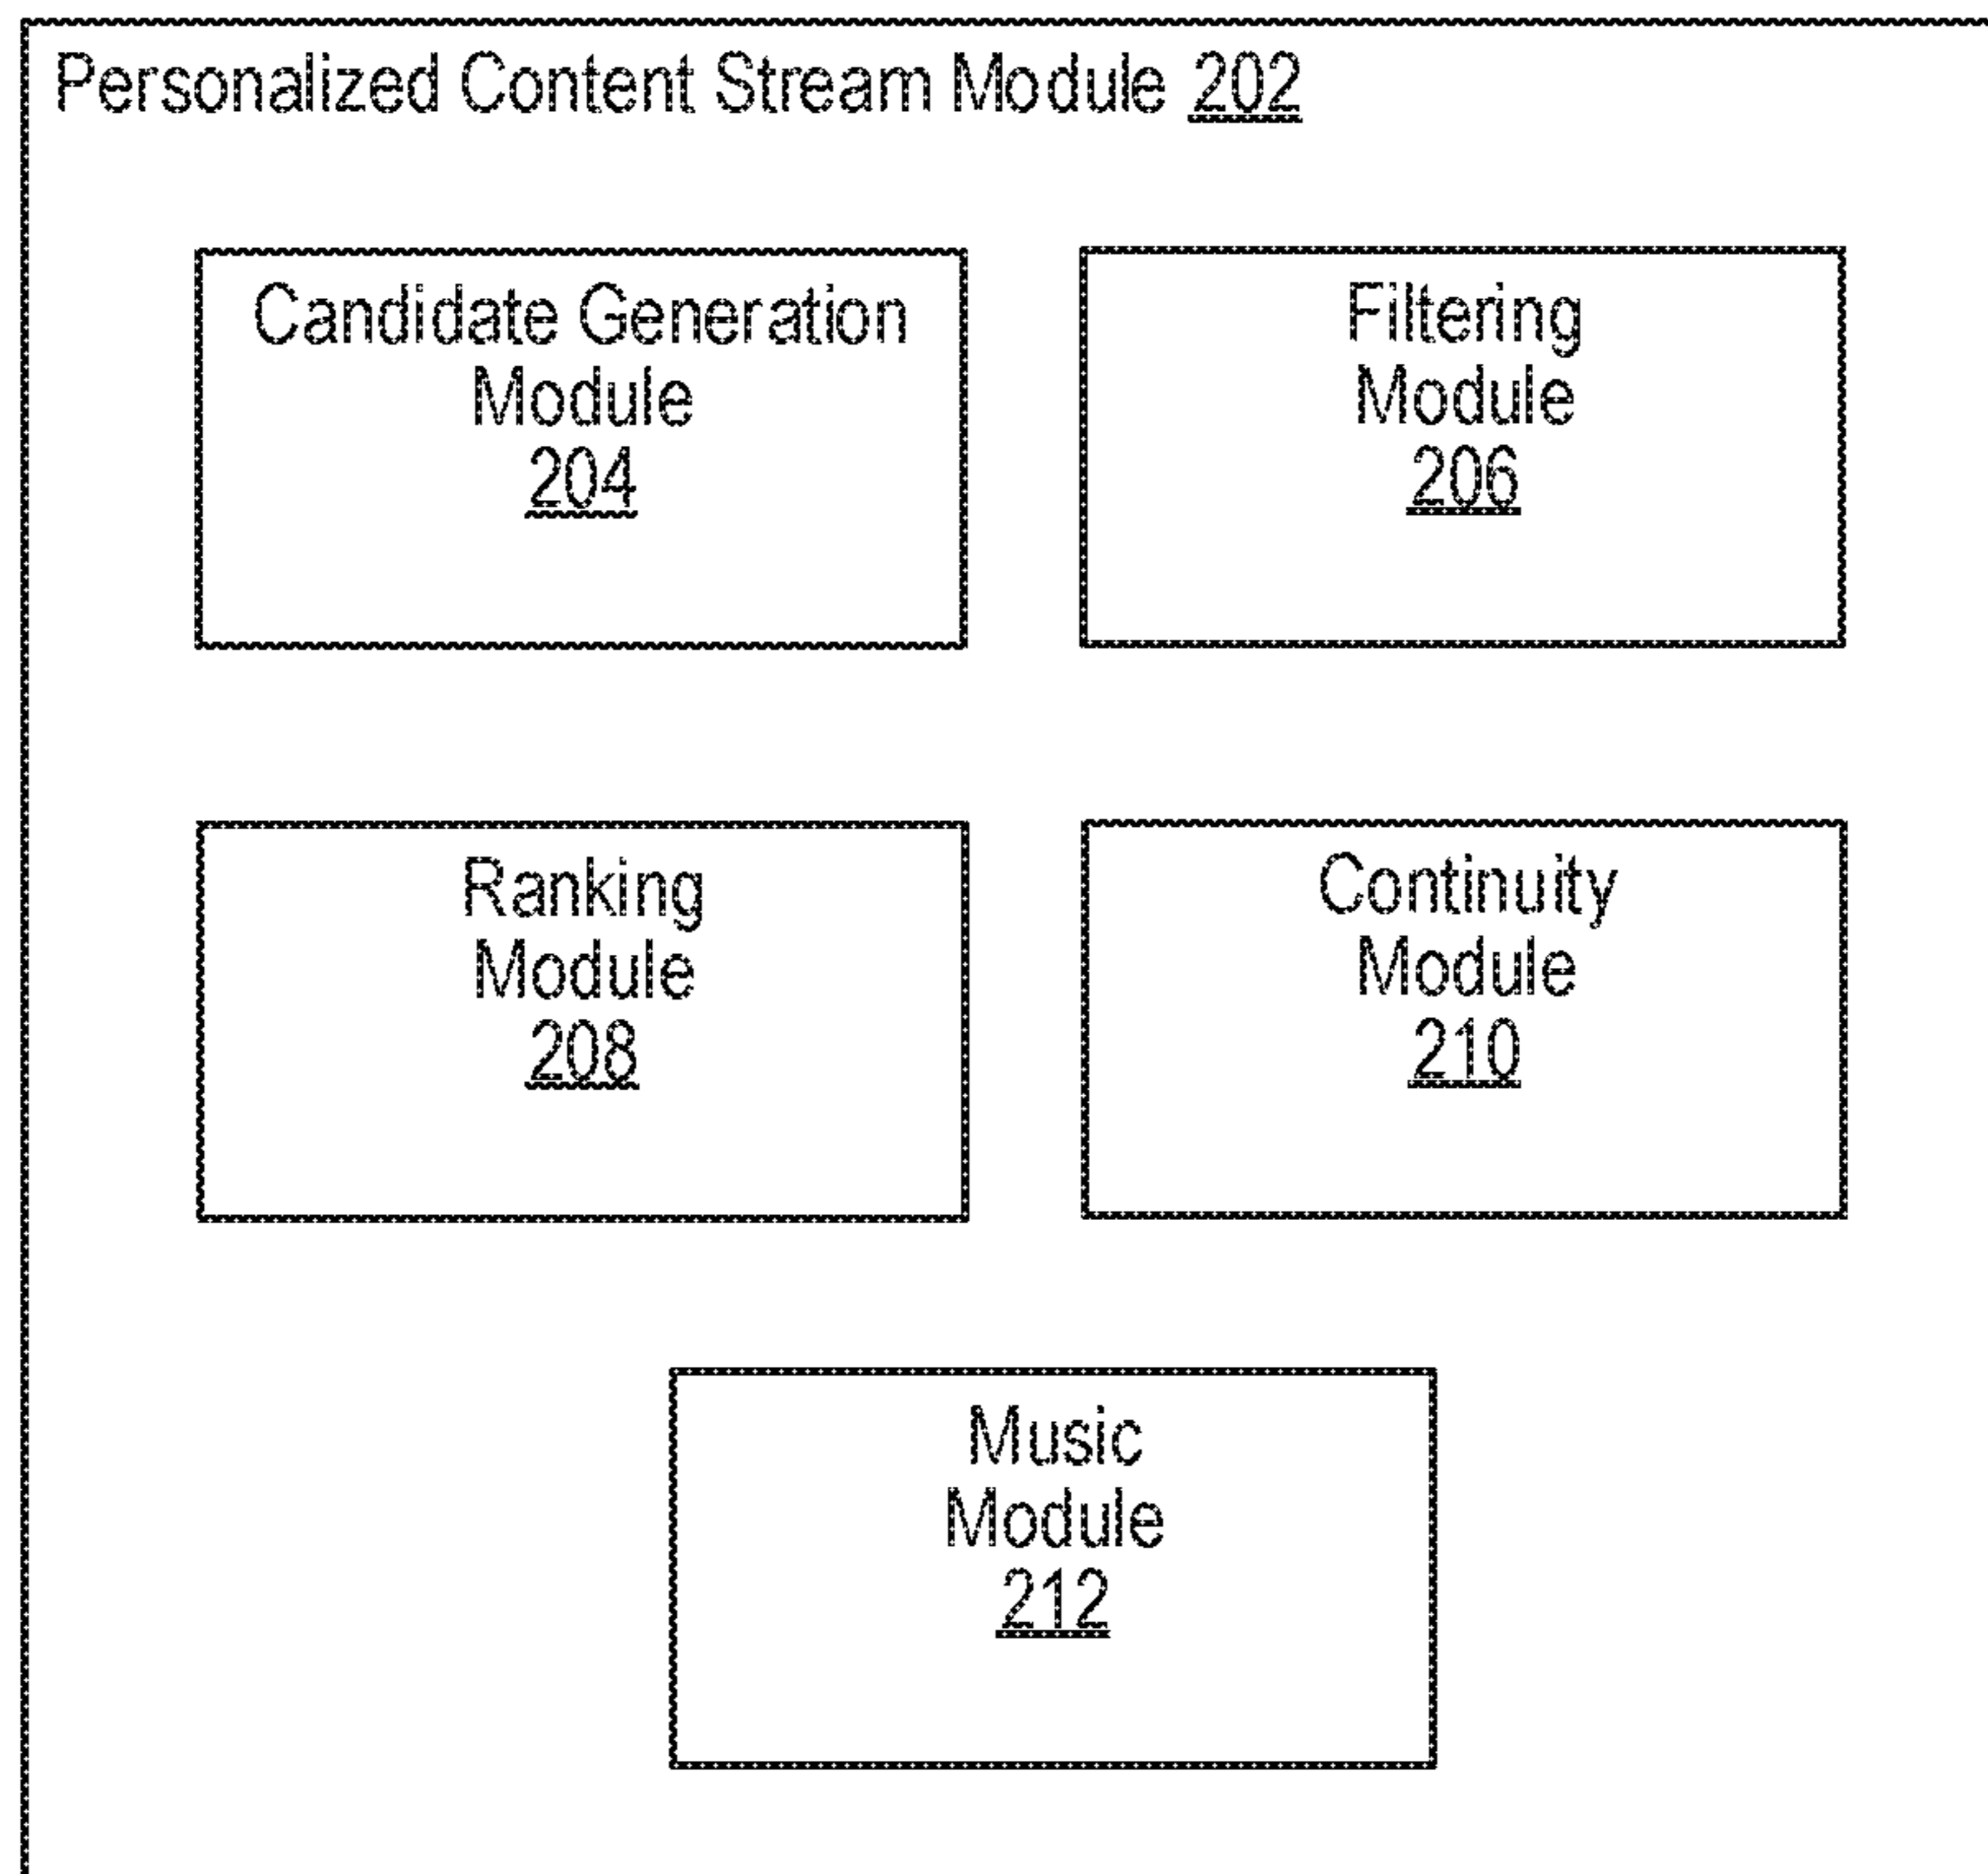 Personalized Content Stream Module 202
Candidate Generation
Module
204
Filtering
Module
206
Ranking
Module
208
Continuity
Module
210
Music
Module
212